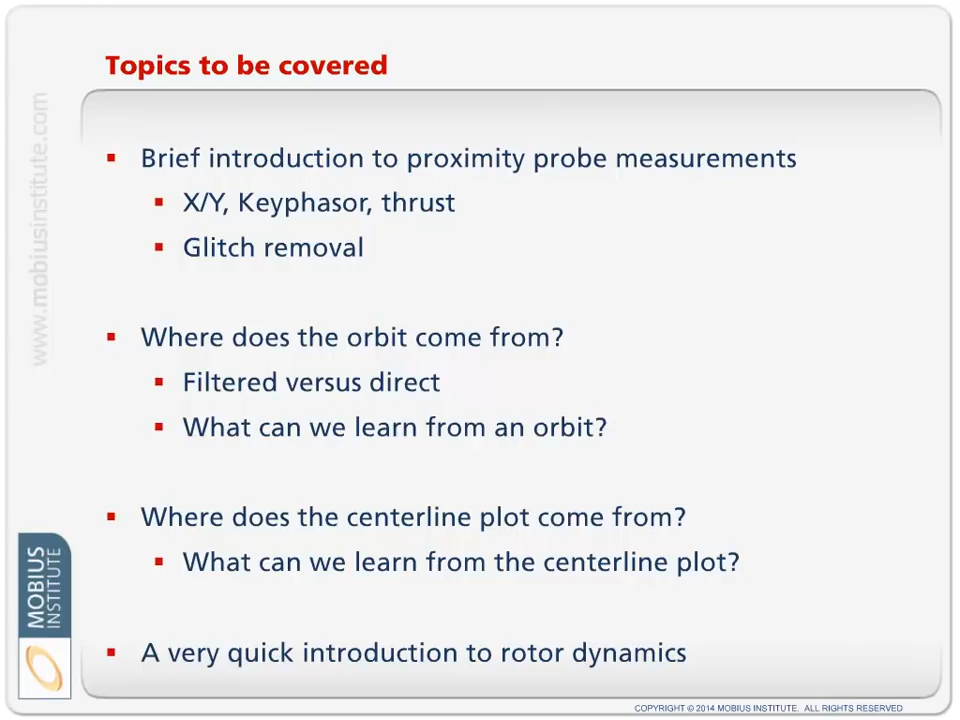 Topics to be covered
www.mobiusinstitute.com
Brief introduction to proximity probe measurements
X/Y, Keyphasor, thrust
Glitch removal
Where does the orbit come from?
Filtered versus direct
What can we learn from an orbit?
Where does the centerline plot come from?
What can we learn from the centerline plot?
A very quick introduction to rotor dynamics
MOBIUS
INSTITUTE
COPYRIGHT © 2014 MOBIUS INSTITUTE. ALL RIGHTS RESERVED